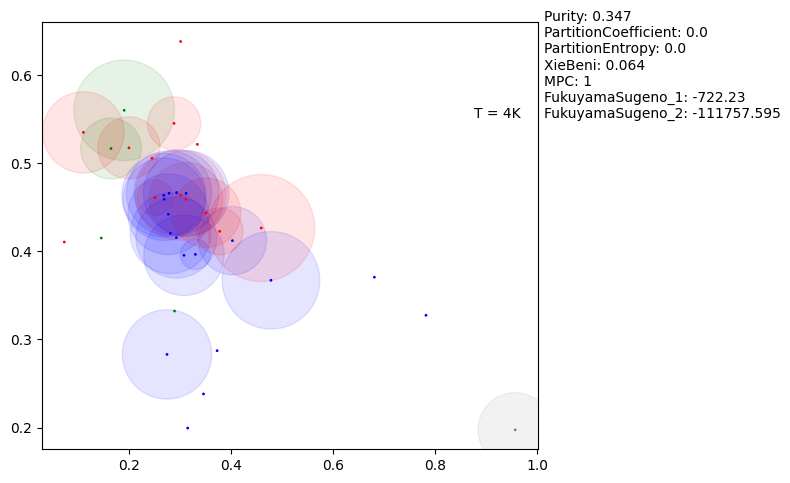 Purity: 0.347
PartitionCoefficient: 0.0
PartitionEntropy: 0.0
XieBeni: 0.064
MPC: 1
FukuyamaSugeno_1: -722.23
FukuyamaSugeno_2: -111757.595
T = 4K
0.6
0.5
0.4
0.3
0.2
0.2
0.4
0.6
0.8
1.0